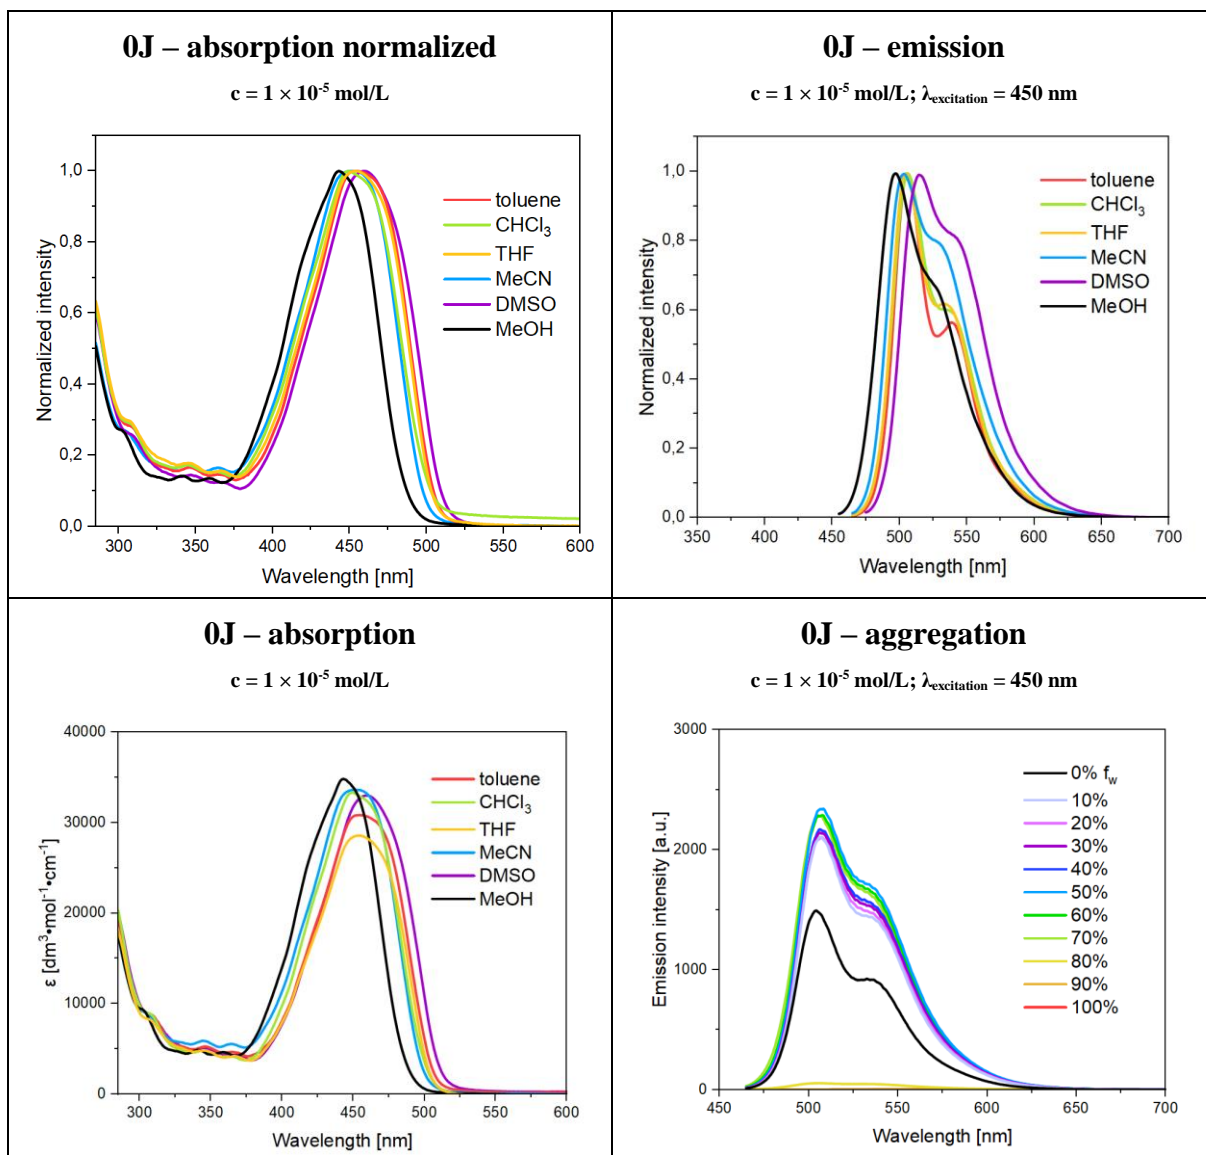 0J – absorption normalized
c = 1 × 10⁻⁵ mol/L
1,0
0,8
0,6
0,4
0,2
0,0
Normalized intensity
toluene
CHCl₃
THF
MeCN
DMSO
MeOH
300 350 400 450 500 550 600
Wavelength [nm]
0J – emission
c = 1 × 10⁻⁵ mol/L; λexcitation = 450 nm
1,0
0,8
0,6
0,4
0,2
0,0
Normalized intensity
toluene
CHCl₃
THF
MeCN
DMSO
MeOH
350 400 450 500 550 600 650 700
Wavelength [nm]
0J – absorption
c = 1 × 10⁻⁵ mol/L
40000
30000
20000
10000
0
ε [dm³•mol⁻¹•cm⁻¹]
toluene
CHCl₃
THF
MeCN
DMSO
MeOH
300 350 400 450 500 550 600
Wavelength [nm]
0J – aggregation
c = 1 × 10⁻⁵ mol/L; λexcitation = 450 nm
3000
2000
1000
0
Emission intensity [a.u.]
0% fw
10%
20%
30%
40%
50%
60%
70%
80%
90%
100%
450 500 550 600 650 700
Wavelength [nm]